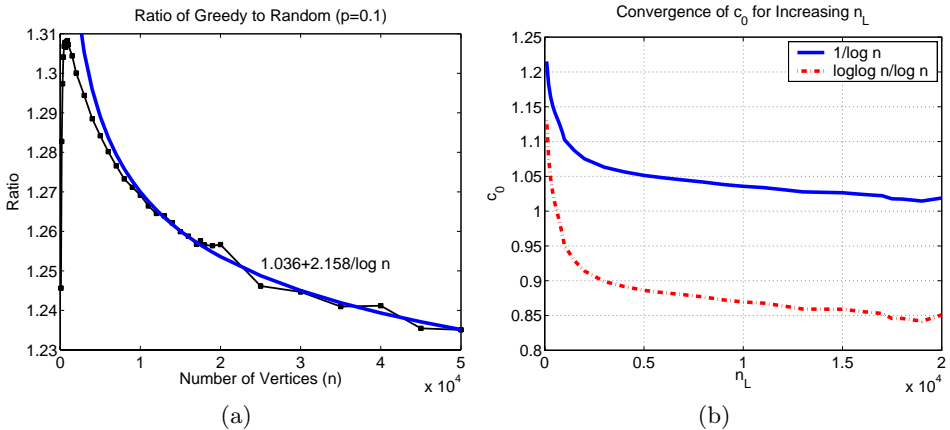 Ratio of Greedy to Random (p=0.1)
1.31
1.3
1.29
1.28
1.27
1.26
1.25
1.24
1.23
Ratio
1.036+2.158/log n
0 1 2 3 4 5
Number of Vertices (n)
x 10^4
(a)
Convergence of c_0 for Increasing n_L
1.25
1.2
1.15
1.1
1.05
1
0.95
0.9
0.85
0.8
c_0
1/log n
loglog n/log n
0 0.5 1 1.5 2
n_L
x 10^4
(b)